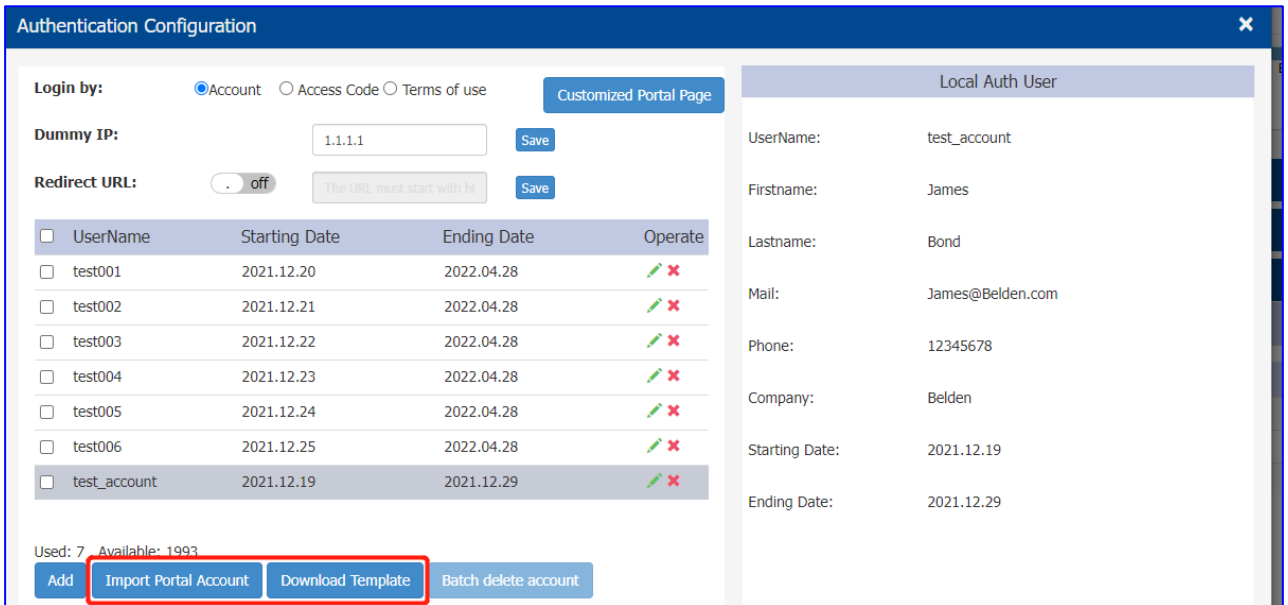 Authentication Configuration
Login by: Account Access Code Terms of use Customized Portal Page
Dummy IP: 1.1.1.1 Save
Redirect URL: . off The URL must start with ht Save
UserName Starting Date Ending Date Operate
test001 2021.12.20 2022.04.28
test002 2021.12.21 2022.04.28
test003 2021.12.22 2022.04.28
test004 2021.12.23 2022.04.28
test005 2021.12.24 2022.04.28
test006 2021.12.25 2022.04.28
test_account 2021.12.19 2021.12.29
Used: 7 , Available: 1993
Add Import Portal Account Download Template Batch delete account
Local Auth User
UserName: test_account
Firstname: James
Lastname: Bond
Mail: James@Belden.com
Phone: 12345678
Company: Belden
Starting Date: 2021.12.19
Ending Date: 2021.12.29